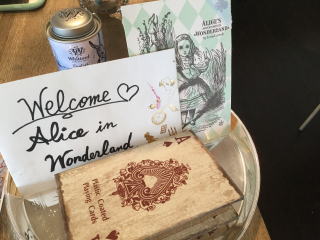 ALICE'S
WONDERLAND
Whittard
Welcome ♡
Alice in
Wonderland
A
Plastic Coated
Playing Cards